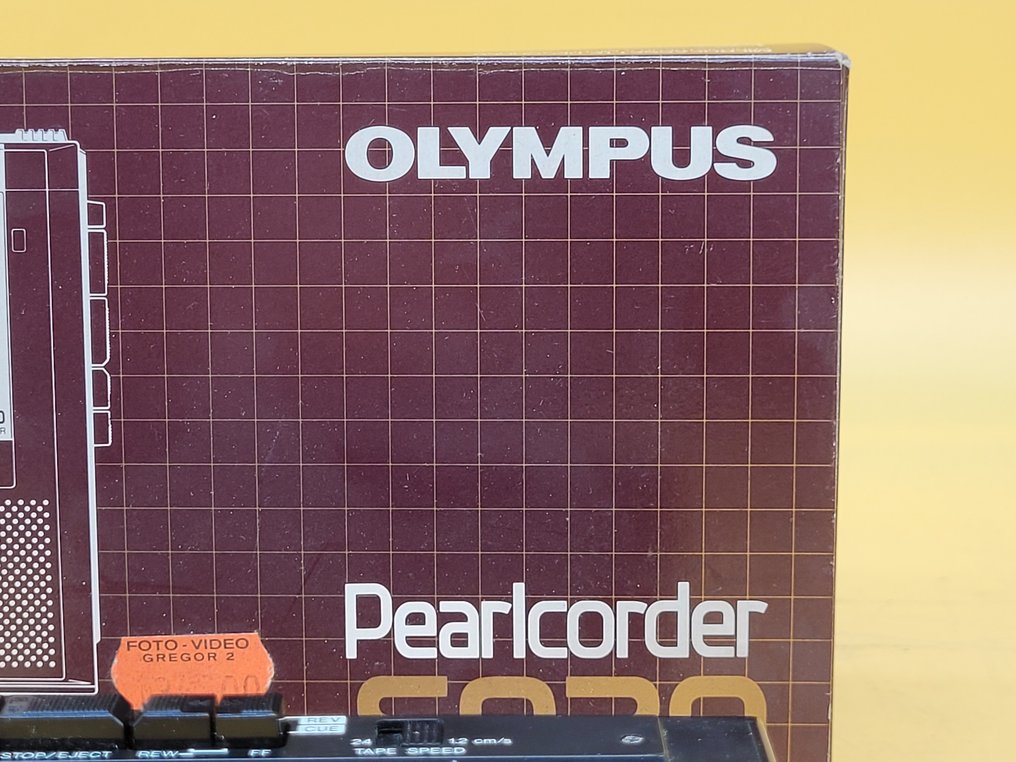 OLYMPUS
Pearlcorder
FOTO-VIDEO
GREGOR 2
REV
CUE
STOP/EJECT REW FF
2.4 1.2 cm/s
TAPE SPEED